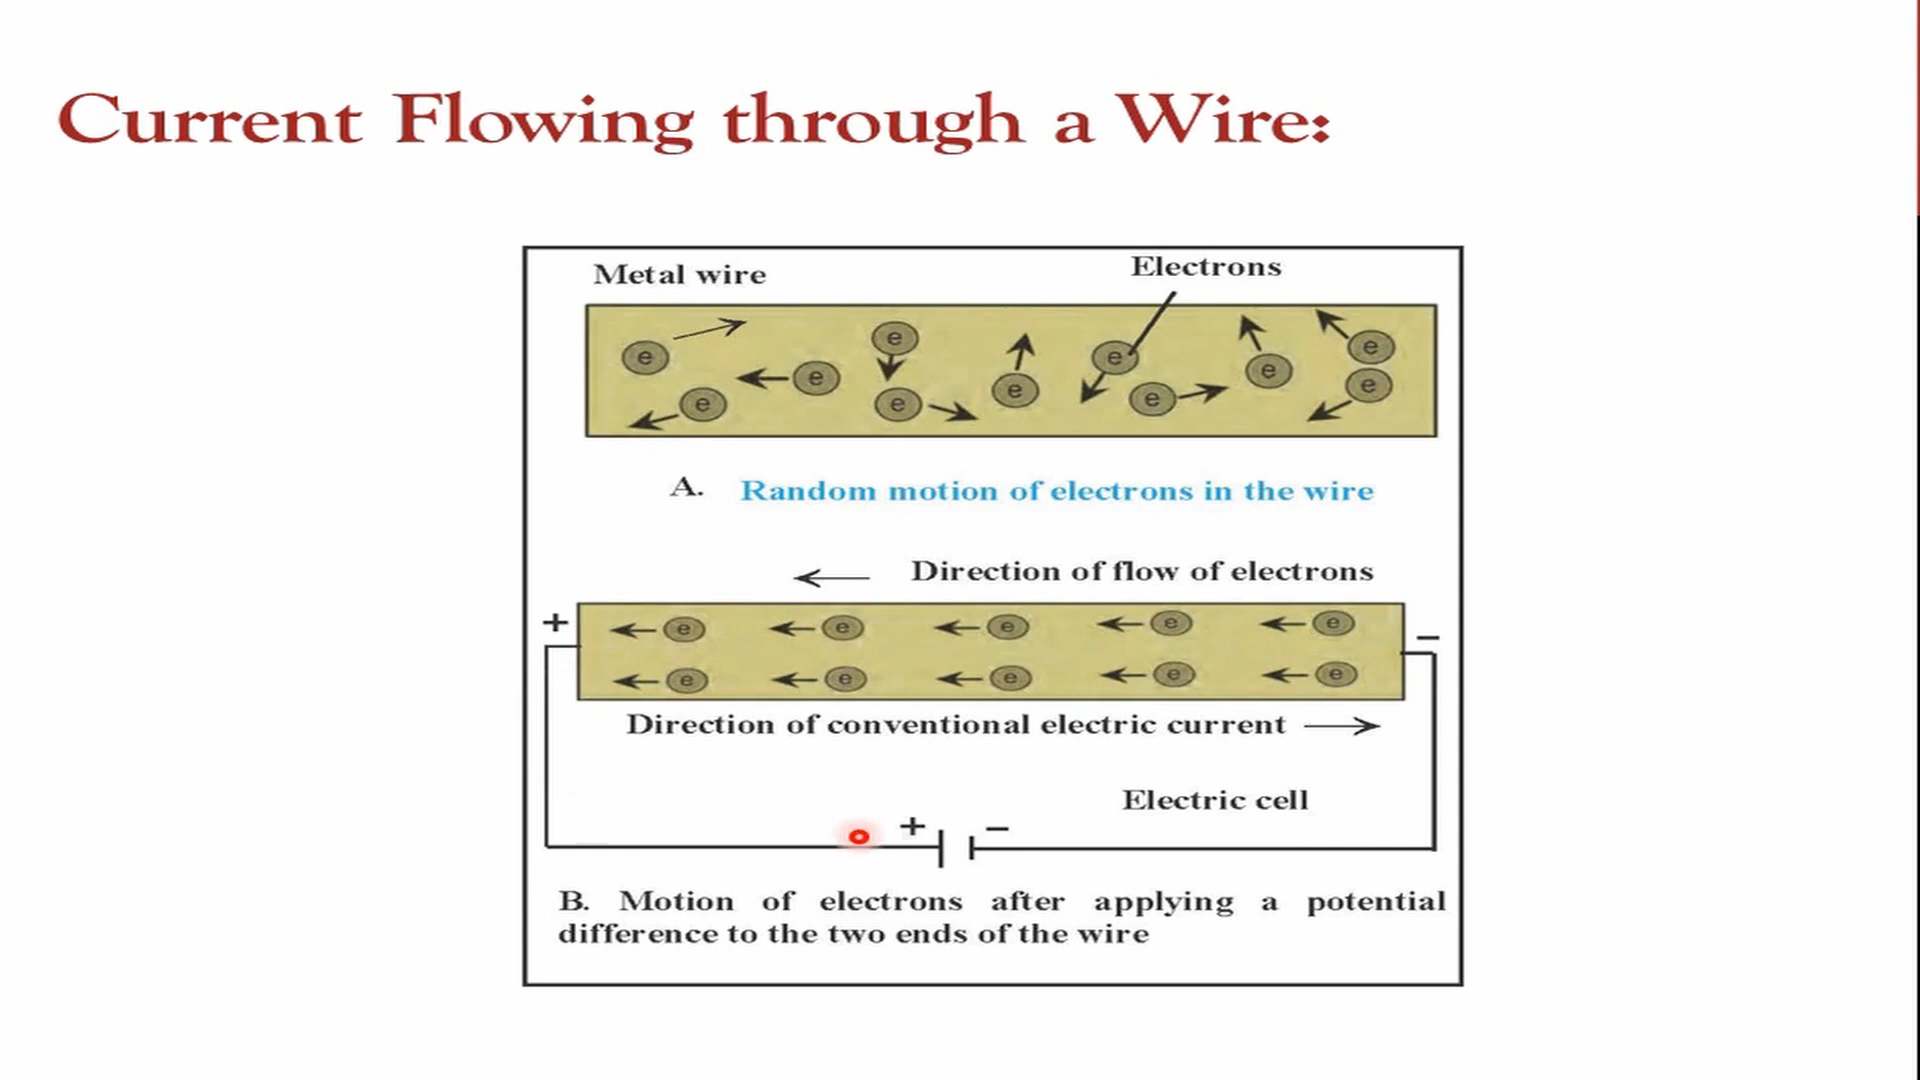 Current Flowing through a Wire:
Metal wire
Electrons
e e e e e e e e e e e
e
A. Random motion of electrons in the wire
Direction of flow of electrons
+ −
e e e e e
e e e e e
Direction of conventional electric current
Electric cell
+ −
B. Motion of electrons after applying a potential
difference to the two ends of the wire